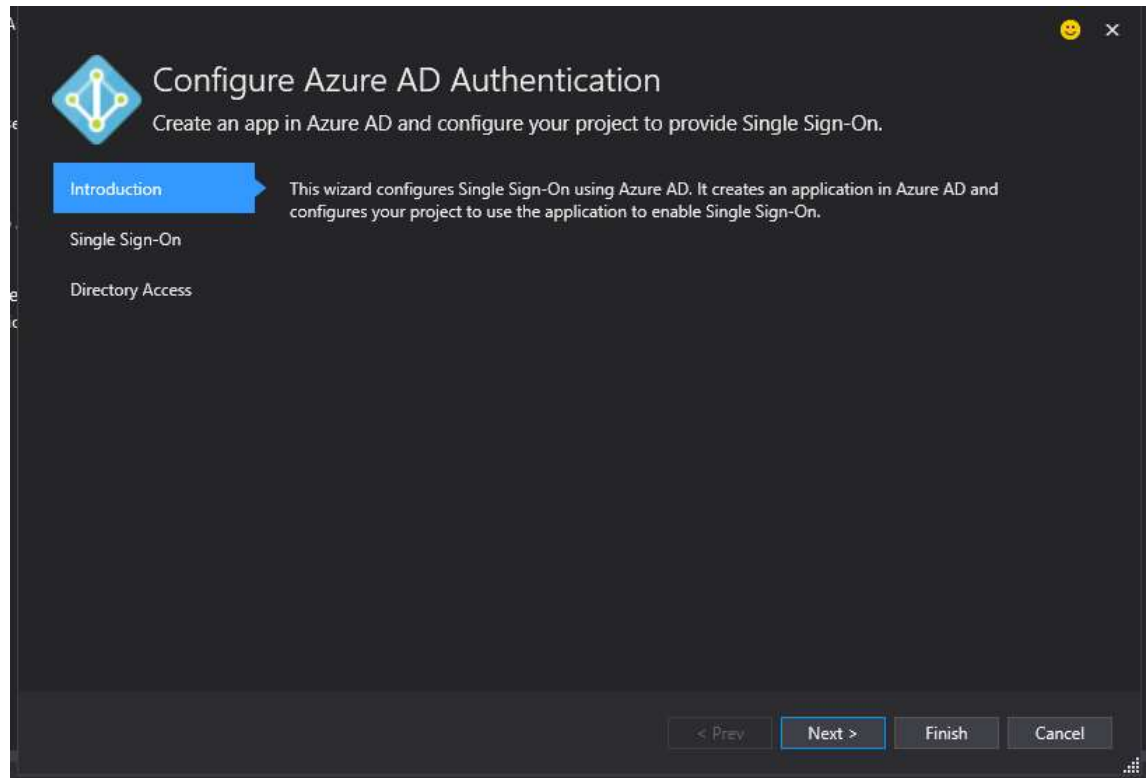 Configure Azure AD Authentication
Create an app in Azure AD and configure your project to provide Single Sign-On.
Introduction
This wizard configures Single Sign-On using Azure AD. It creates an application in Azure AD and
configures your project to use the application to enable Single Sign-On.
Single Sign-On
Directory Access
< Prev
Next >
Finish
Cancel